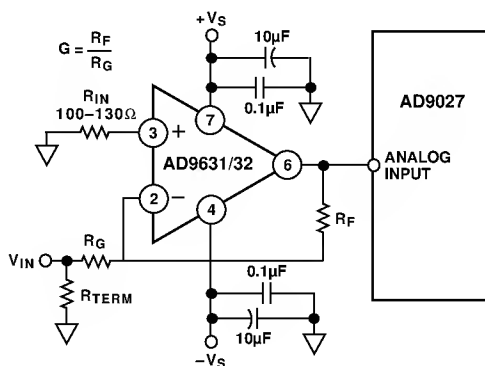 +VS
G = RF
RG
10µF
0.1µF
RIN
100–130Ω
AD9027
3
+
7
AD9631/32
6
ANALOG
INPUT
2
–
4
RF
VIN
RG
RTERM
0.1µF
10µF
–VS